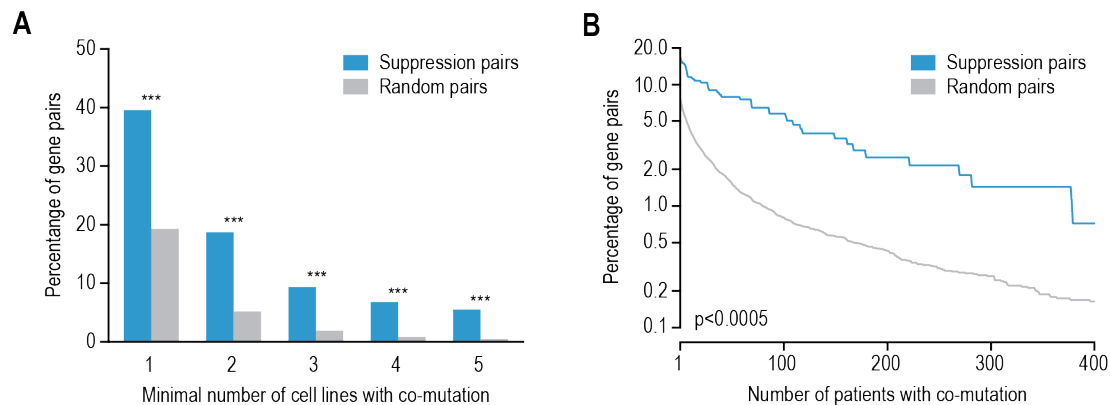 A
Percentange of gene pairs
50
40
30
20
10
0
Suppression pairs
Random pairs
***
***
***
***
***
1 2 3 4 5
Minimal number of cell lines with co-mutation
B
Percentage of gene pairs
20.0
10.0
5.0
2.0
1.0
0.5
0.2
0.1
Suppression pairs
Random pairs
p<0.0005
1 100 200 300 400
Number of patients with co-mutation